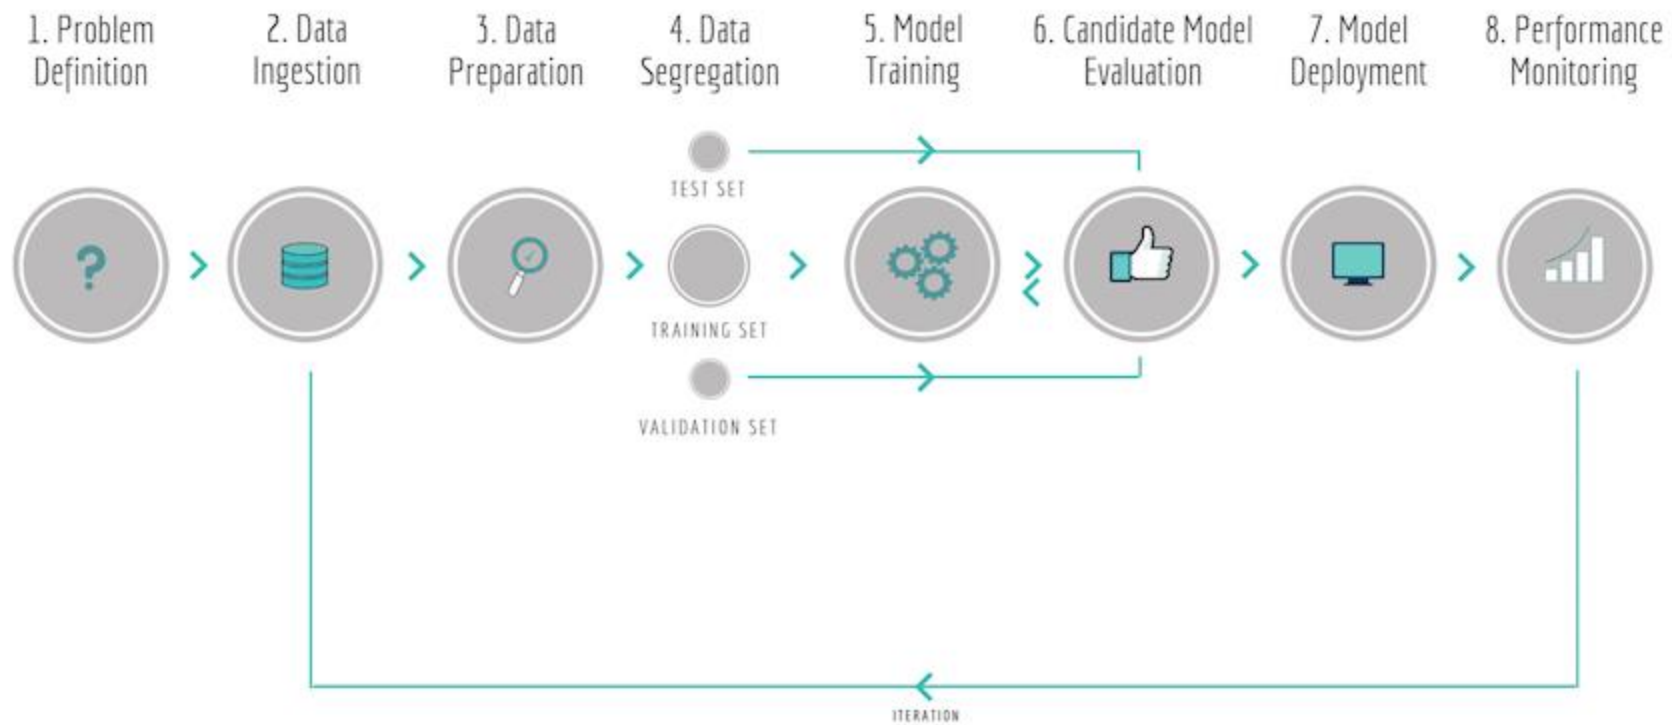 1. Problem
Definition
2. Data
Ingestion
3. Data
Preparation
4. Data
Segregation
5. Model
Training
6. Candidate Model
Evaluation
7. Model
Deployment
8. Performance
Monitoring
TEST SET
TRAINING SET
VALIDATION SET
ITERATION